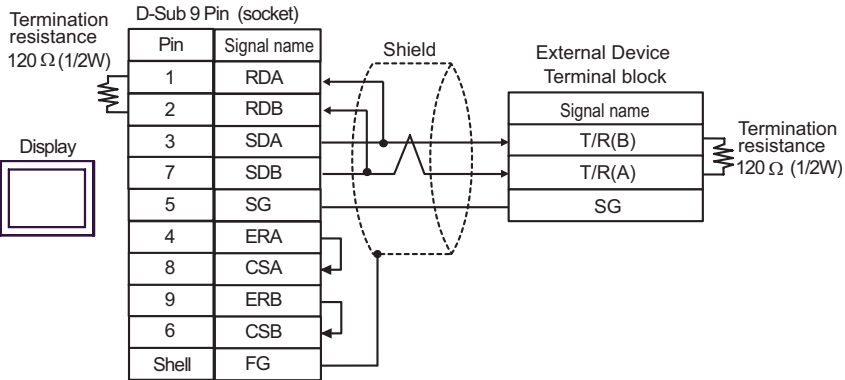 Termination
resistance
120 Ω (1/2W)
D-Sub 9 Pin (socket)
Pin Signal name
1 RDA
2 RDB
3 SDA
7 SDB
5 SG
4 ERA
8 CSA
9 ERB
6 CSB
Shell FG
Display
Shield
External Device
Terminal block
Signal name
T/R(B)
T/R(A)
SG
Termination
resistance
120 Ω (1/2W)